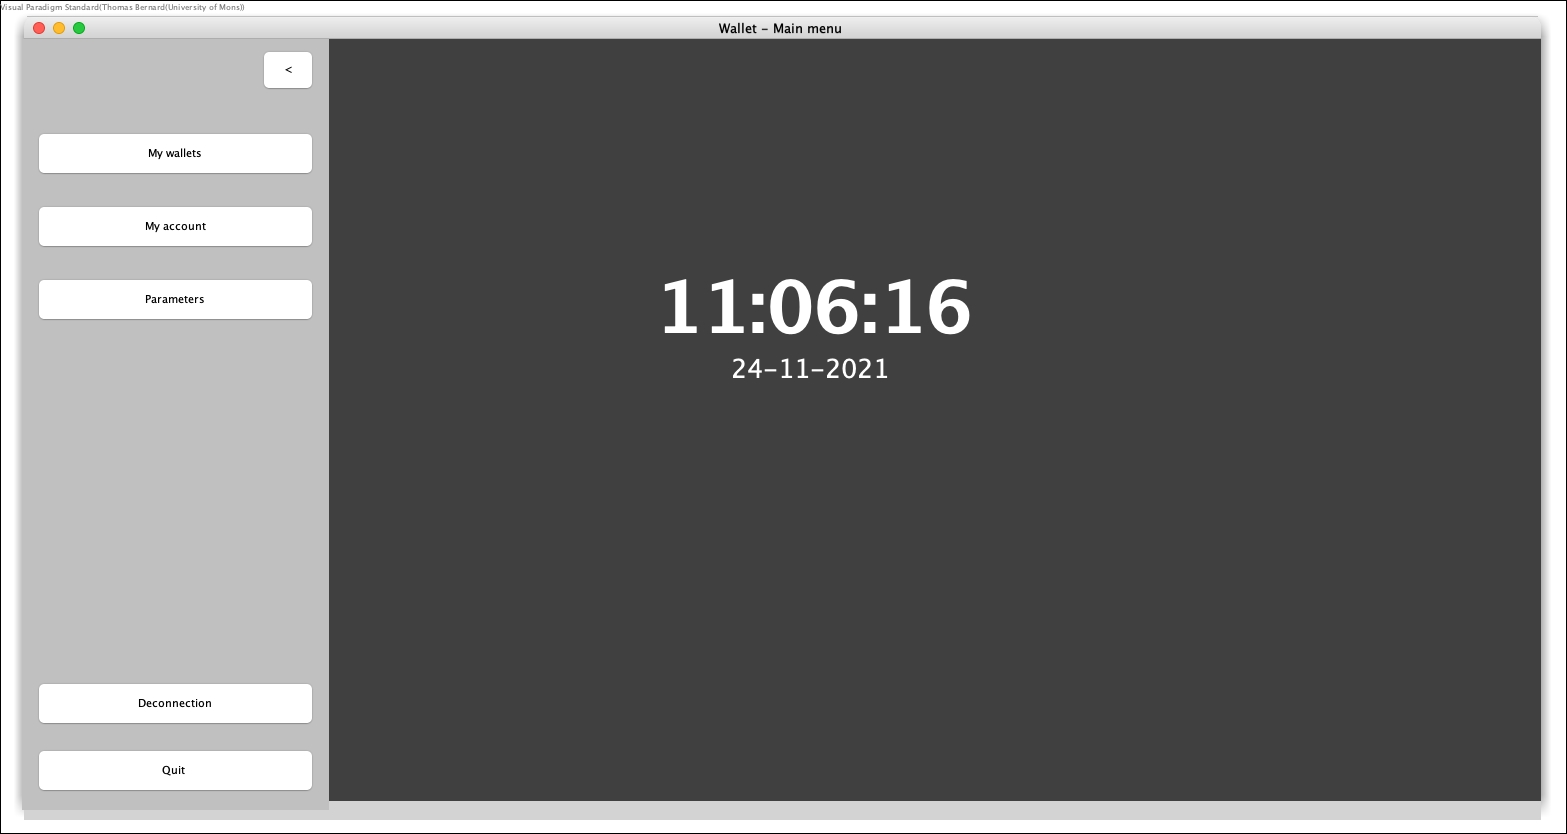 Visual Paradigm Standard(Thomas Bernard(University of Mons))
Wallet - Main menu
<
My wallets
My account
Parameters
11:06:16
24-11-2021
Deconnection
Quit